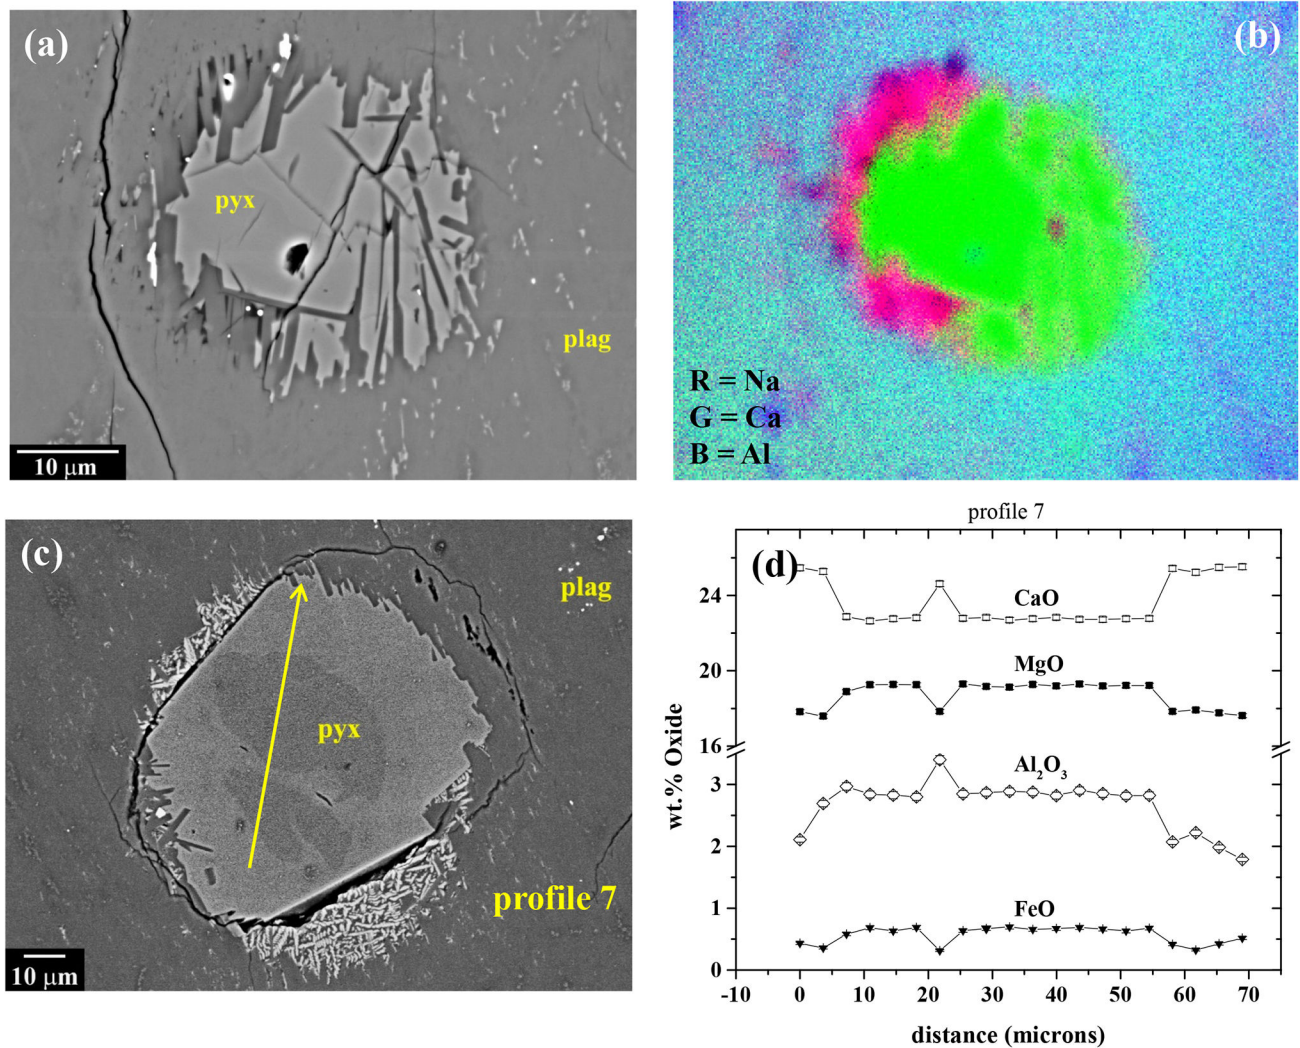 (a)
pyx
plag
10 μm
(b)
R = Na
G = Ca
B = Al
(c)
plag
pyx
profile 7
10 μm
profile 7
(d)
wt.% Oxide
24
20
16
3
2
1
0
CaO
MgO
Al₂O₃
FeO
-10 0 10 20 30 40 50 60 70
distance (microns)